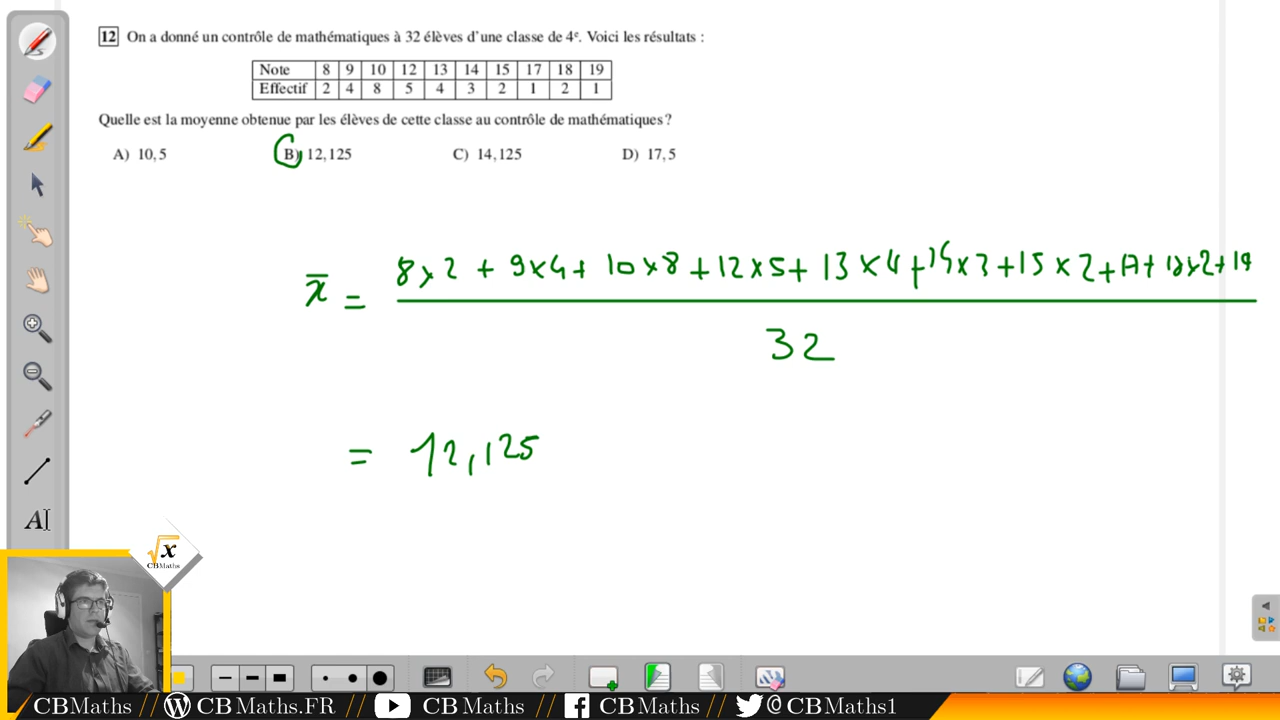 12 On a donné un contrôle de mathématiques à 32 élèves d'une classe de 4e. Voici les résultats :
Note 8 9 10 12 13 14 15 17 18 19
Effectif 2 4 8 5 4 3 2 1 2 1
Quelle est la moyenne obtenue par les élèves de cette classe au contrôle de mathématiques ?
A) 10,5 B) 12,125 C) 14,125 D) 17,5
8×2 + 9×4 + 10×8 + 12×5 + 13×4 + 14×3 + 15×2 + 17 + 18×2 + 19
x̄ =
32
= 12,125
AI
√x
CBMaths
CBMaths // CBMaths.FR // CBMaths // CBMaths // @CBMaths1